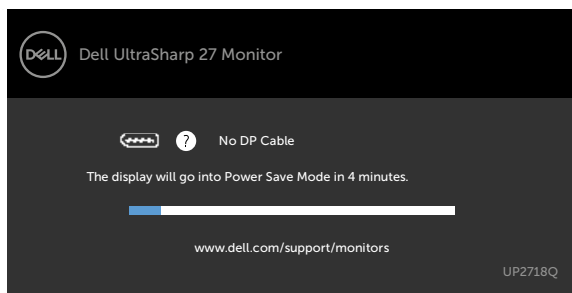 DELL Dell UltraSharp 27 Monitor
? No DP Cable
The display will go into Power Save Mode in 4 minutes.
www.dell.com/support/monitors
UP2718Q